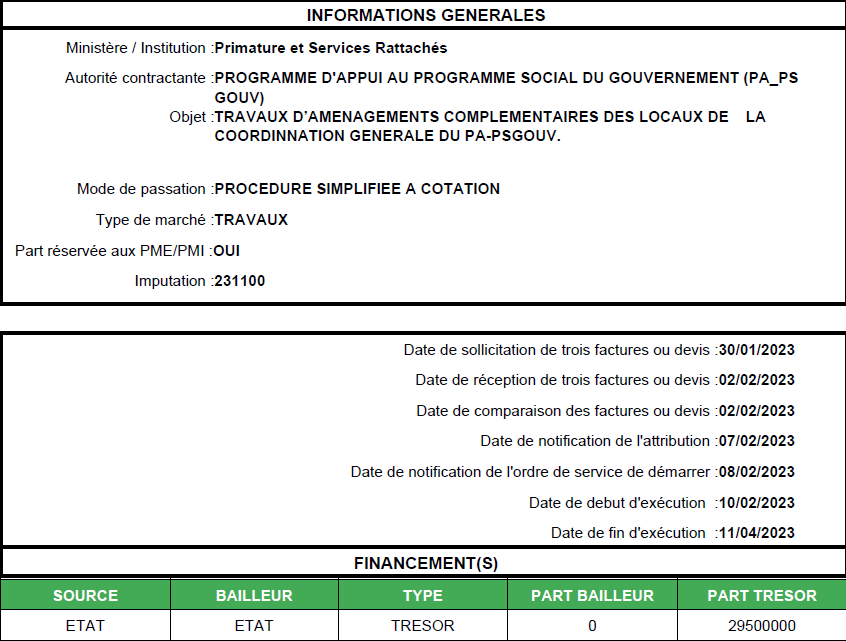 INFORMATIONS GENERALES
Ministère / Institution :Primature et Services Rattachés
Autorité contractante :PROGRAMME D'APPUI AU PROGRAMME SOCIAL DU GOUVERNEMENT (PA_PS
GOUV)
Objet :TRAVAUX D’AMENAGEMENTS COMPLEMENTAIRES DES LOCAUX DE LA
COORDINNATION GENERALE DU PA-PSGOUV.
Mode de passation :PROCEDURE SIMPLIFIEE A COTATION
Type de marché :TRAVAUX
Part réservée aux PME/PMI :OUI
Imputation :231100
Date de sollicitation de trois factures ou devis :30/01/2023
Date de réception de trois factures ou devis :02/02/2023
Date de comparaison des factures ou devis :02/02/2023
Date de notification de l'attribution :07/02/2023
Date de notification de l'ordre de service de démarrer :08/02/2023
Date de debut d'exécution :10/02/2023
Date de fin d'exécution :11/04/2023
FINANCEMENT(S)
SOURCE BAILLEUR TYPE PART BAILLEUR PART TRESOR
ETAT ETAT TRESOR 0 29500000